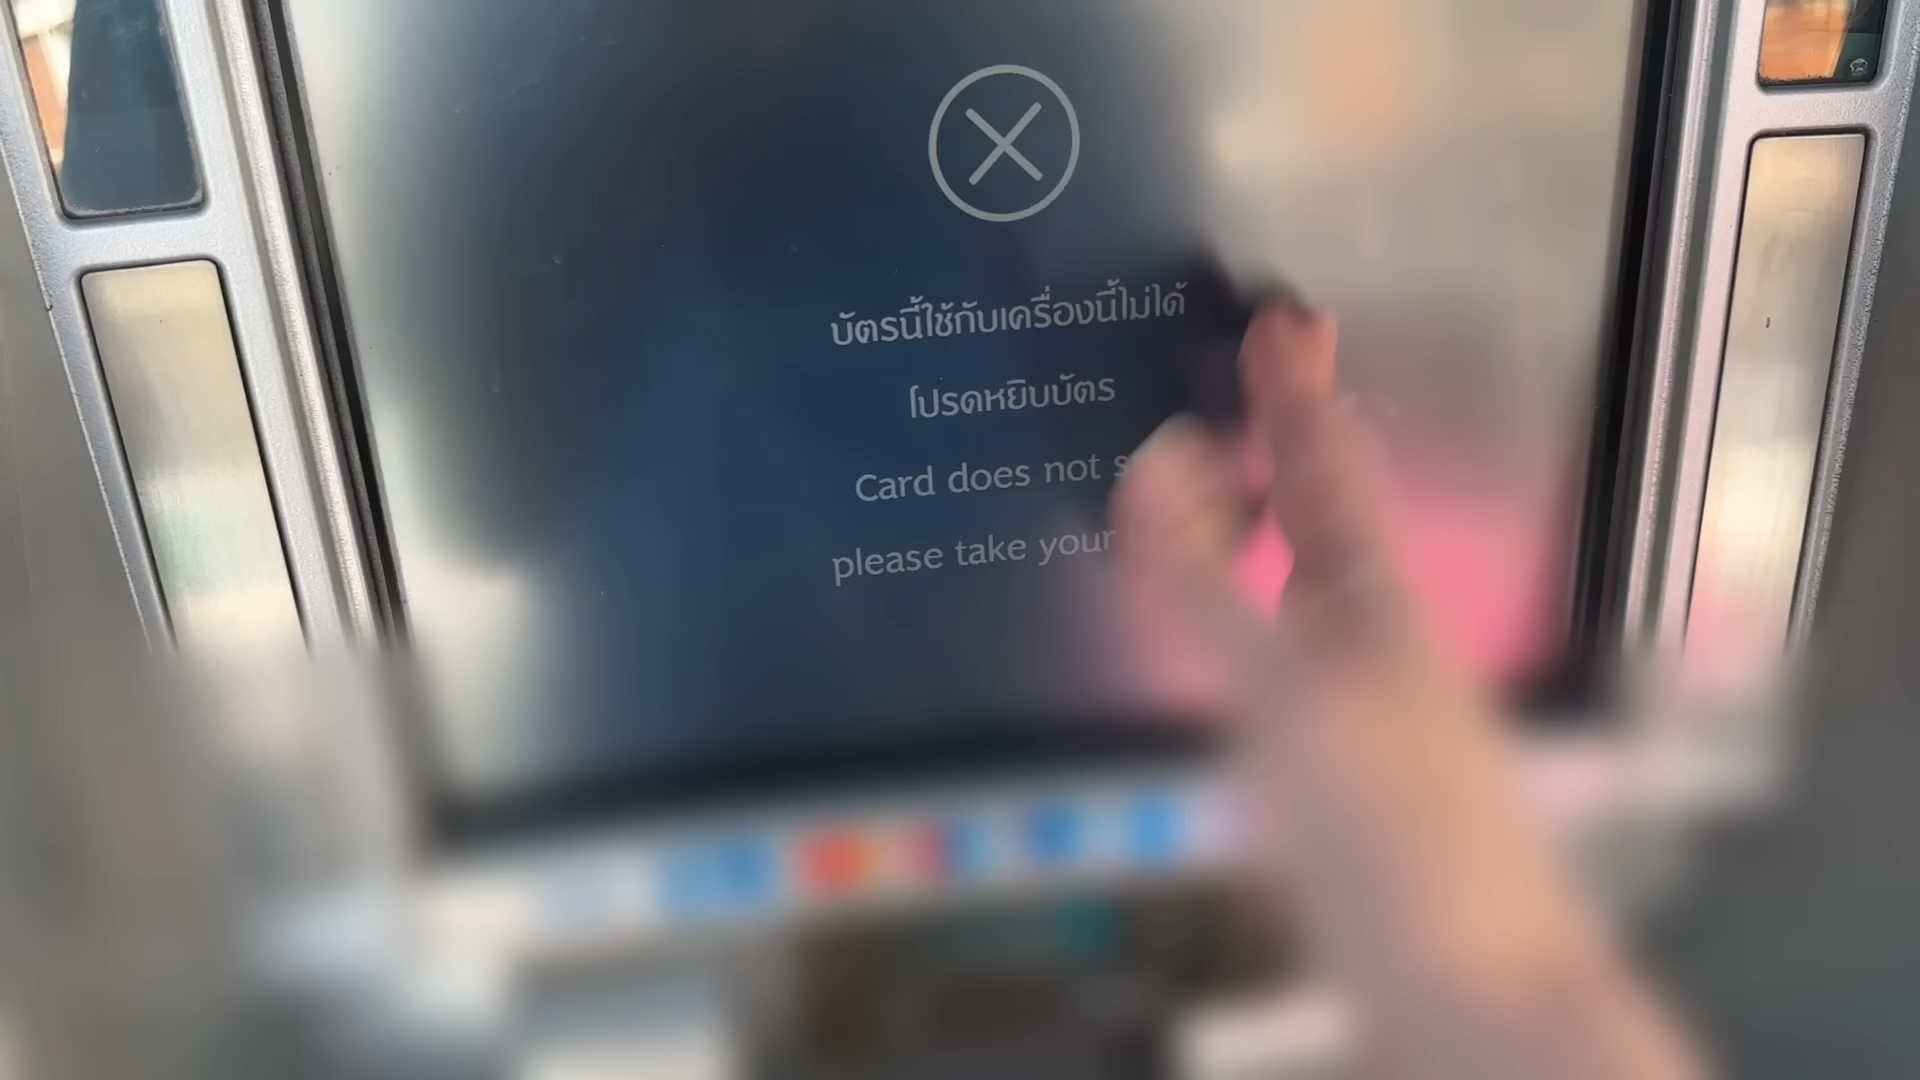 บัตรนี้ใช้กับเครื่องนี้ไม่ได้
โปรดหยิบบัตร
Card does not
please take your